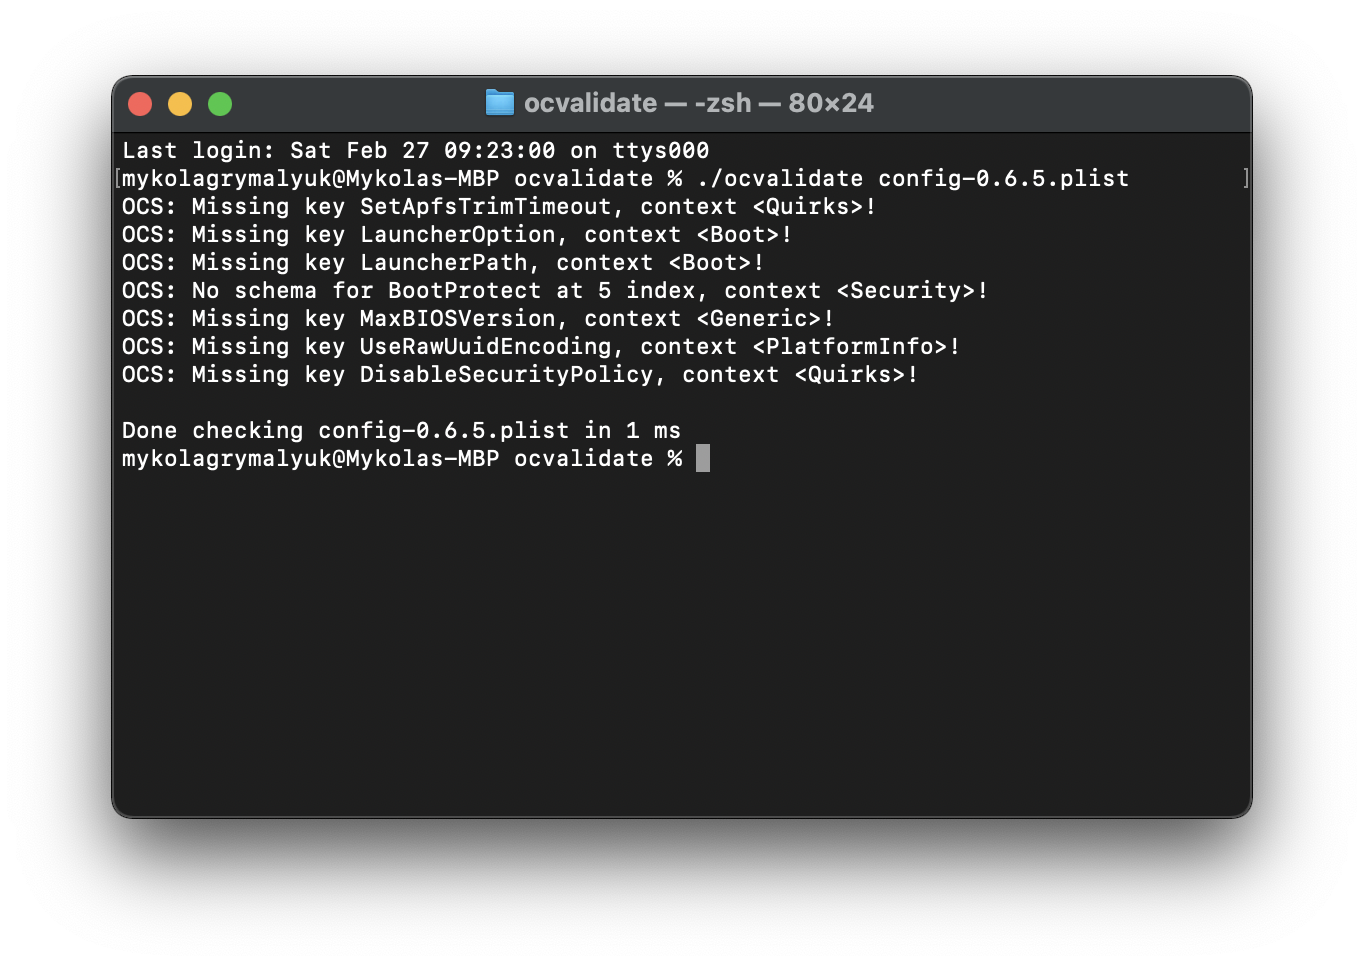 ocvalidate — -zsh — 80×24
Last login: Sat Feb 27 09:23:00 on ttys000
[mykolagrymalyuk@Mykolas-MBP ocvalidate % ./ocvalidate config-0.6.5.plist ]
OCS: Missing key SetApfsTrimTimeout, context <Quirks>!
OCS: Missing key LauncherOption, context <Boot>!
OCS: Missing key LauncherPath, context <Boot>!
OCS: No schema for BootProtect at 5 index, context <Security>!
OCS: Missing key MaxBIOSVersion, context <Generic>!
OCS: Missing key UseRawUuidEncoding, context <PlatformInfo>!
OCS: Missing key DisableSecurityPolicy, context <Quirks>!
Done checking config-0.6.5.plist in 1 ms
mykolagrymalyuk@Mykolas-MBP ocvalidate %